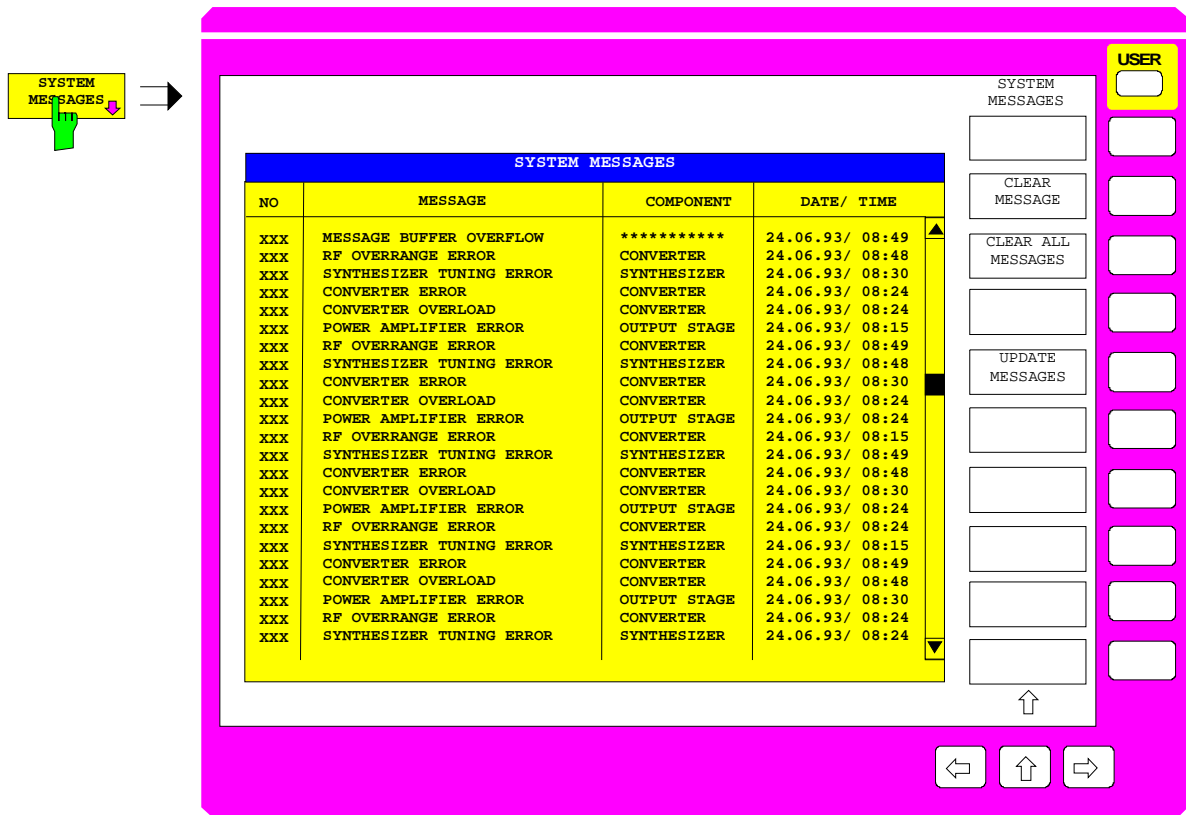 USER
SYSTEM
MESSAGES
SYSTEM
MESSAGES
SYSTEM MESSAGES
NO MESSAGE COMPONENT DATE/ TIME
CLEAR
MESSAGE
CLEAR ALL
MESSAGES
UPDATE
MESSAGES
XXX MESSAGE BUFFER OVERFLOW *********** 24.06.93/ 08:49
XXX RF OVERRANGE ERROR CONVERTER 24.06.93/ 08:48
XXX SYNTHESIZER TUNING ERROR SYNTHESIZER 24.06.93/ 08:30
XXX CONVERTER ERROR CONVERTER 24.06.93/ 08:24
XXX CONVERTER OVERLOAD CONVERTER 24.06.93/ 08:24
XXX POWER AMPLIFIER ERROR OUTPUT STAGE 24.06.93/ 08:15
XXX RF OVERRANGE ERROR CONVERTER 24.06.93/ 08:49
XXX SYNTHESIZER TUNING ERROR SYNTHESIZER 24.06.93/ 08:48
XXX CONVERTER ERROR CONVERTER 24.06.93/ 08:30
XXX CONVERTER OVERLOAD CONVERTER 24.06.93/ 08:24
XXX POWER AMPLIFIER ERROR OUTPUT STAGE 24.06.93/ 08:24
XXX RF OVERRANGE ERROR CONVERTER 24.06.93/ 08:15
XXX SYNTHESIZER TUNING ERROR SYNTHESIZER 24.06.93/ 08:49
XXX CONVERTER ERROR CONVERTER 24.06.93/ 08:48
XXX CONVERTER OVERLOAD CONVERTER 24.06.93/ 08:30
XXX POWER AMPLIFIER ERROR OUTPUT STAGE 24.06.93/ 08:24
XXX RF OVERRANGE ERROR CONVERTER 24.06.93/ 08:24
XXX SYNTHESIZER TUNING ERROR SYNTHESIZER 24.06.93/ 08:15
XXX CONVERTER ERROR CONVERTER 24.06.93/ 08:49
XXX CONVERTER OVERLOAD CONVERTER 24.06.93/ 08:48
XXX POWER AMPLIFIER ERROR OUTPUT STAGE 24.06.93/ 08:30
XXX RF OVERRANGE ERROR CONVERTER 24.06.93/ 08:24
XXX SYNTHESIZER TUNING ERROR SYNTHESIZER 24.06.93/ 08:24